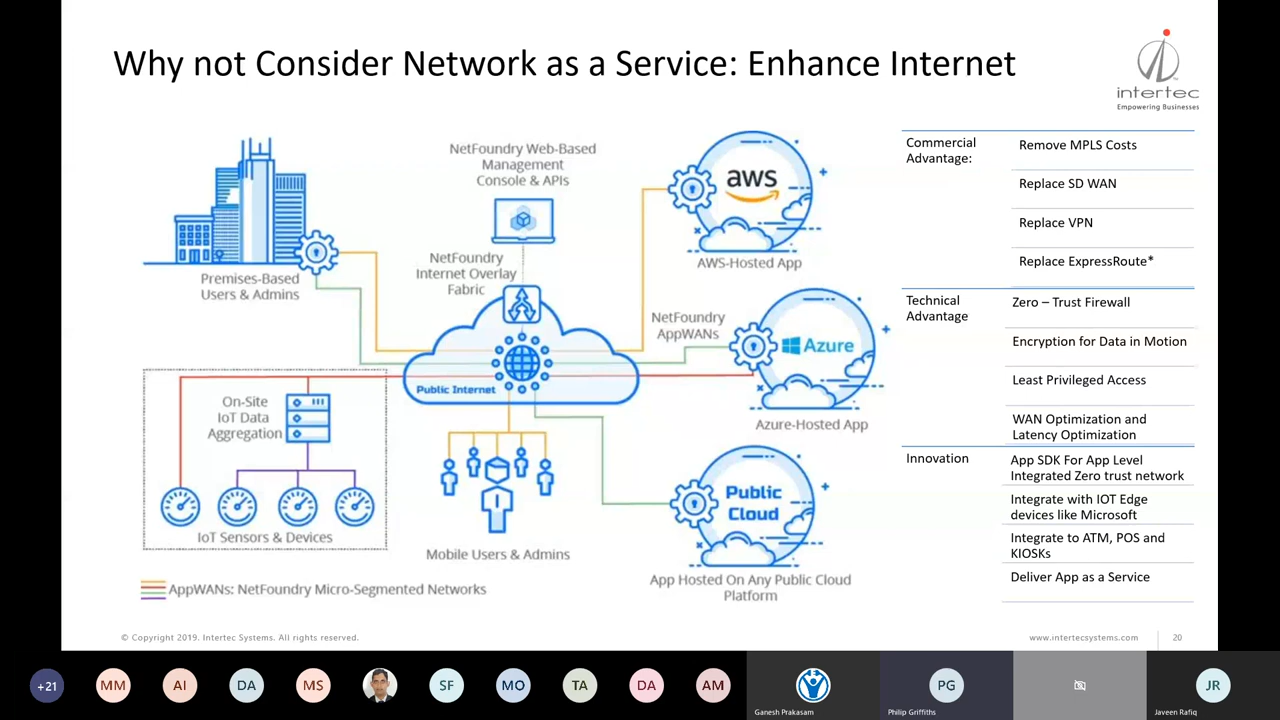 Why not Consider Network as a Service: Enhance Internet
intertec
Empowering Businesses
NetFoundry Web-Based
Management
Console & APIs
aws
AWS-Hosted App
Premises-Based
Users & Admins
NetFoundry
Internet Overlay
Fabric
NetFoundry
AppWANs
Public Internet
Azure
Azure-Hosted App
On-Site
IoT Data
Aggregation
IoT Sensors & Devices
Mobile Users & Admins
Public
Cloud
App Hosted On Any Public Cloud
Platform
AppWANs: NetFoundry Micro-Segmented Networks
Commercial
Advantage:
Remove MPLS Costs
Replace SD WAN
Replace VPN
Replace ExpressRoute*
Technical
Advantage
Zero – Trust Firewall
Encryption for Data in Motion
Least Privileged Access
WAN Optimization and
Latency Optimization
Innovation
App SDK For App Level
Integrated Zero trust network
Integrate with IOT Edge
devices like Microsoft
Integrate to ATM, POS and
KIOSKs
Deliver App as a Service
© Copyright 2019. Intertec Systems. All rights reserved.
www.intertecsystems.com
20
+21
MM
AI
DA
MS
SF
MO
TA
DA
AM
Ganesh Prakasam
PG
Philip Griffiths
JR
Javeen Rafiq